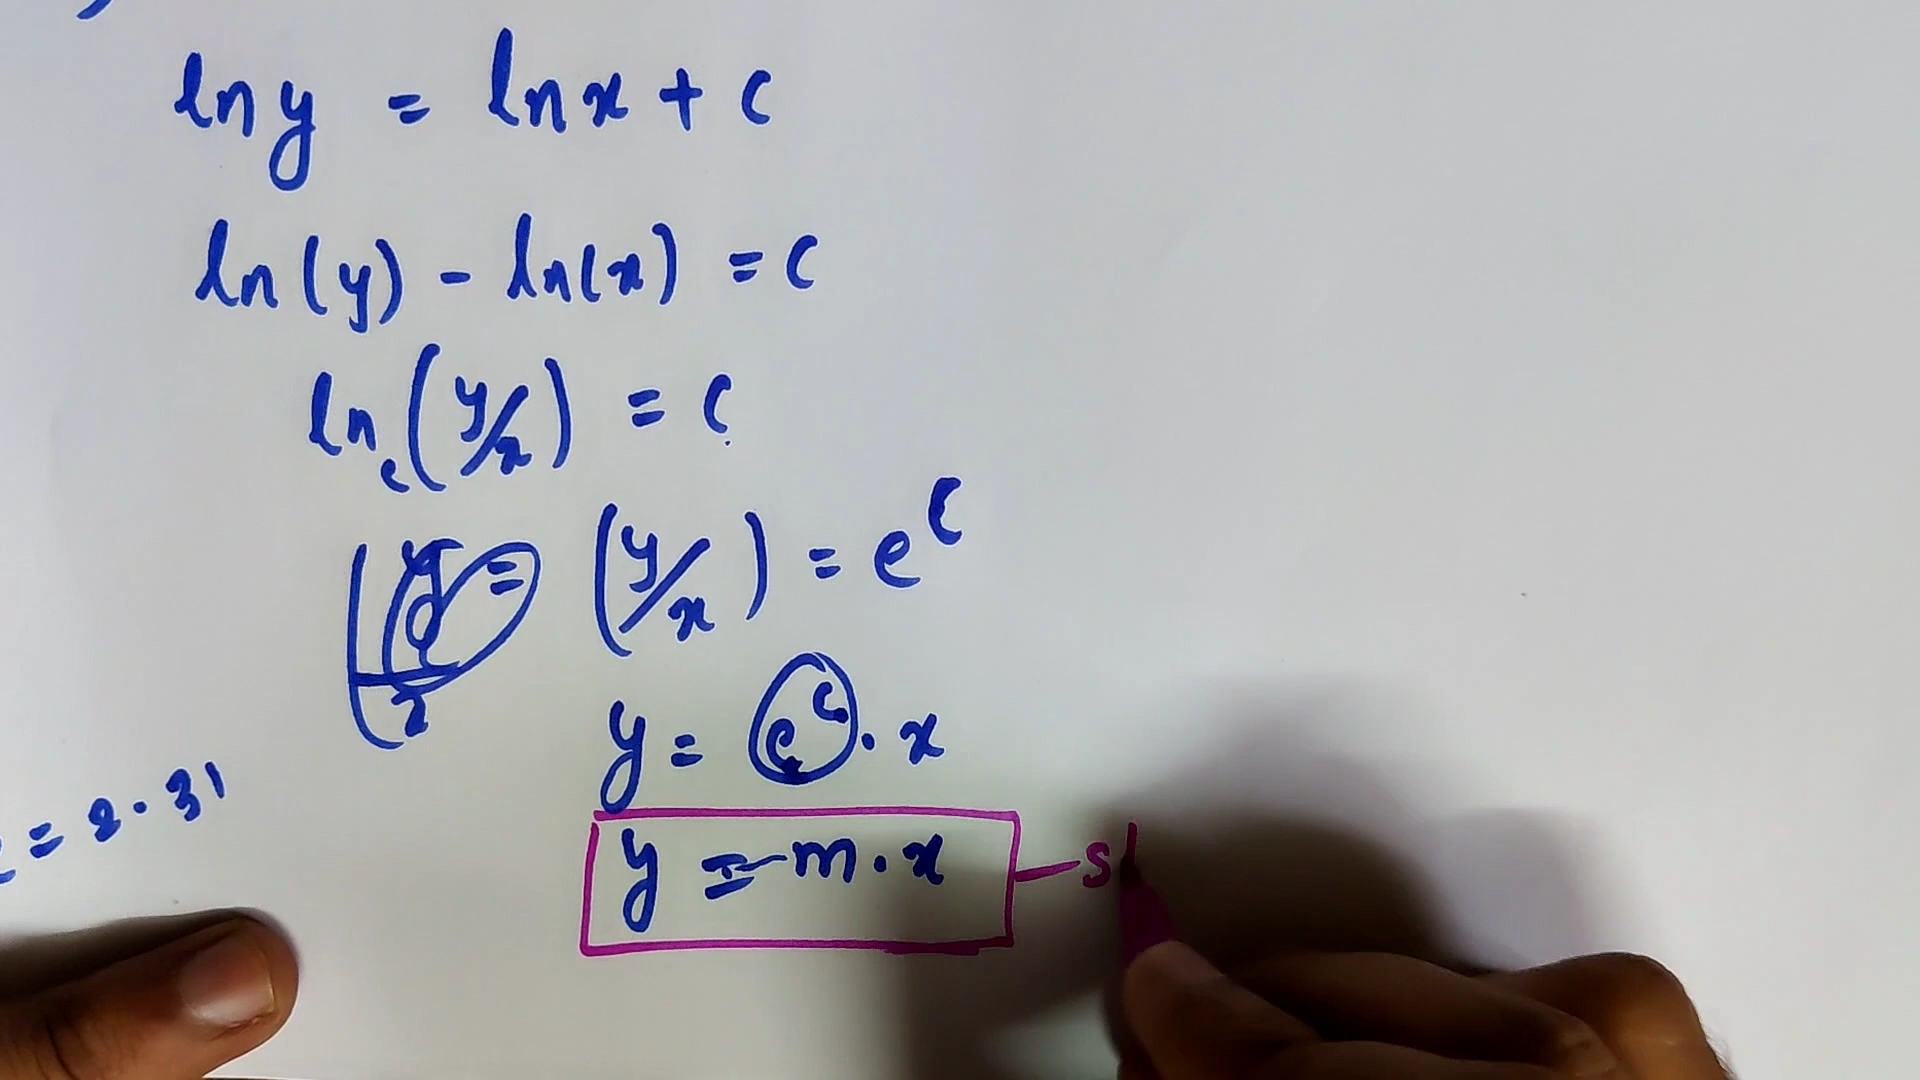 ln y = ln x + c
ln(y) - ln(x) = c
ln e (y/x) = c
(y/x) = e^c
y = e^c . x
= 2.31
y = m.x - s